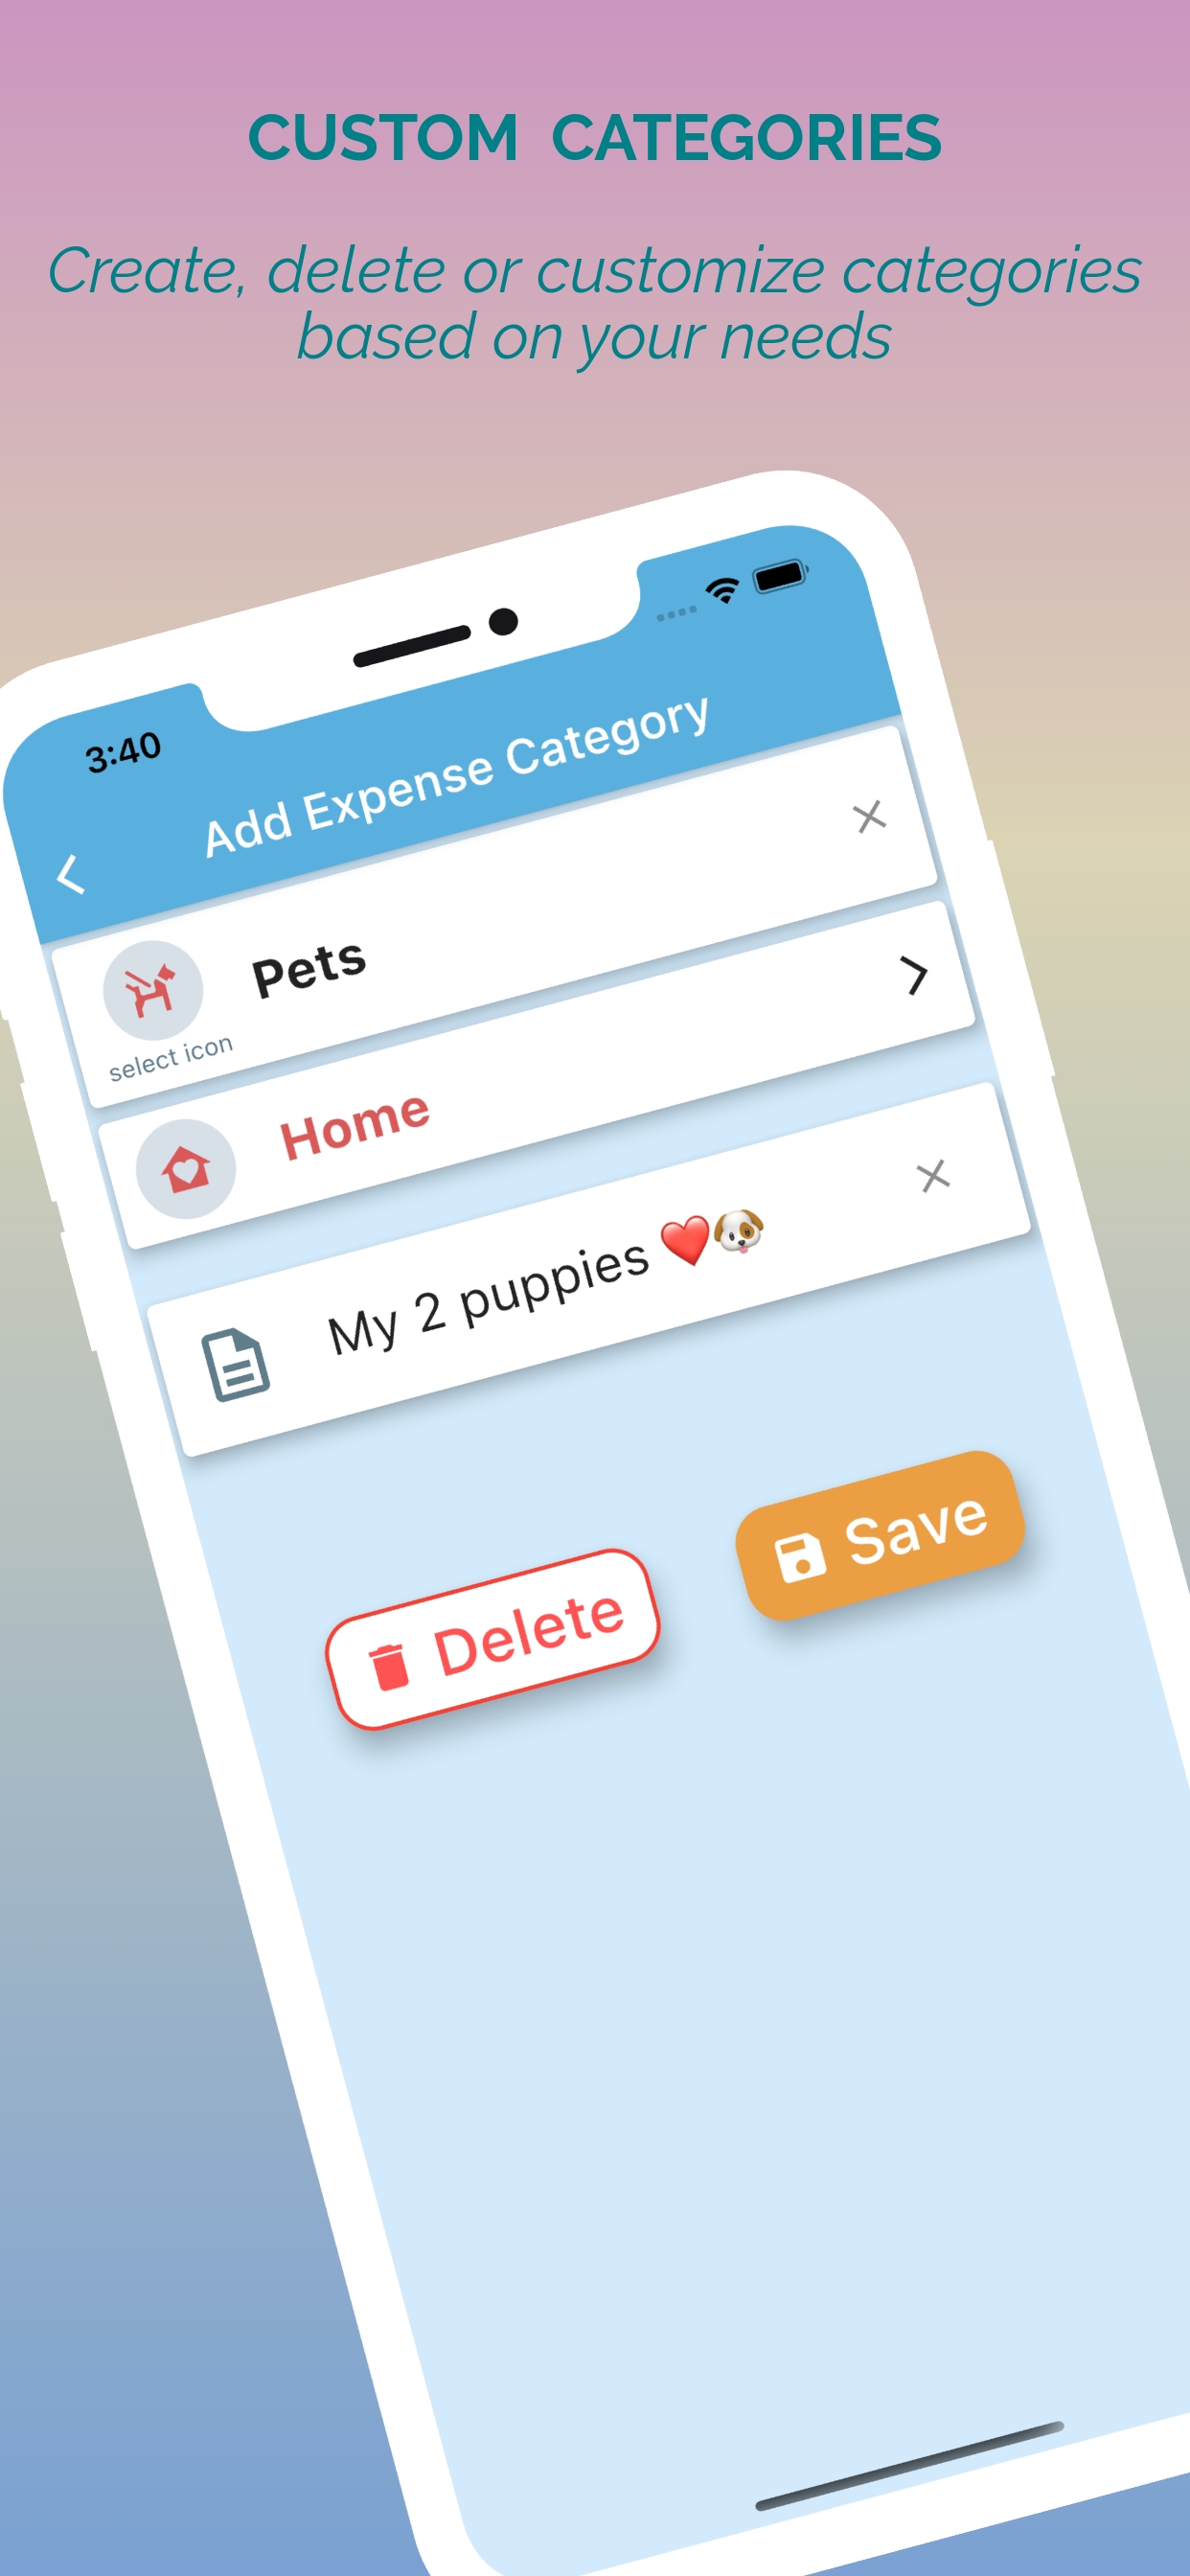 CUSTOM CATEGORIES
Create, delete or customize categories
based on your needs
3:40
Add Expense Category
Pets
select icon
Home
My 2 puppies ❤️🐶
Delete
Save